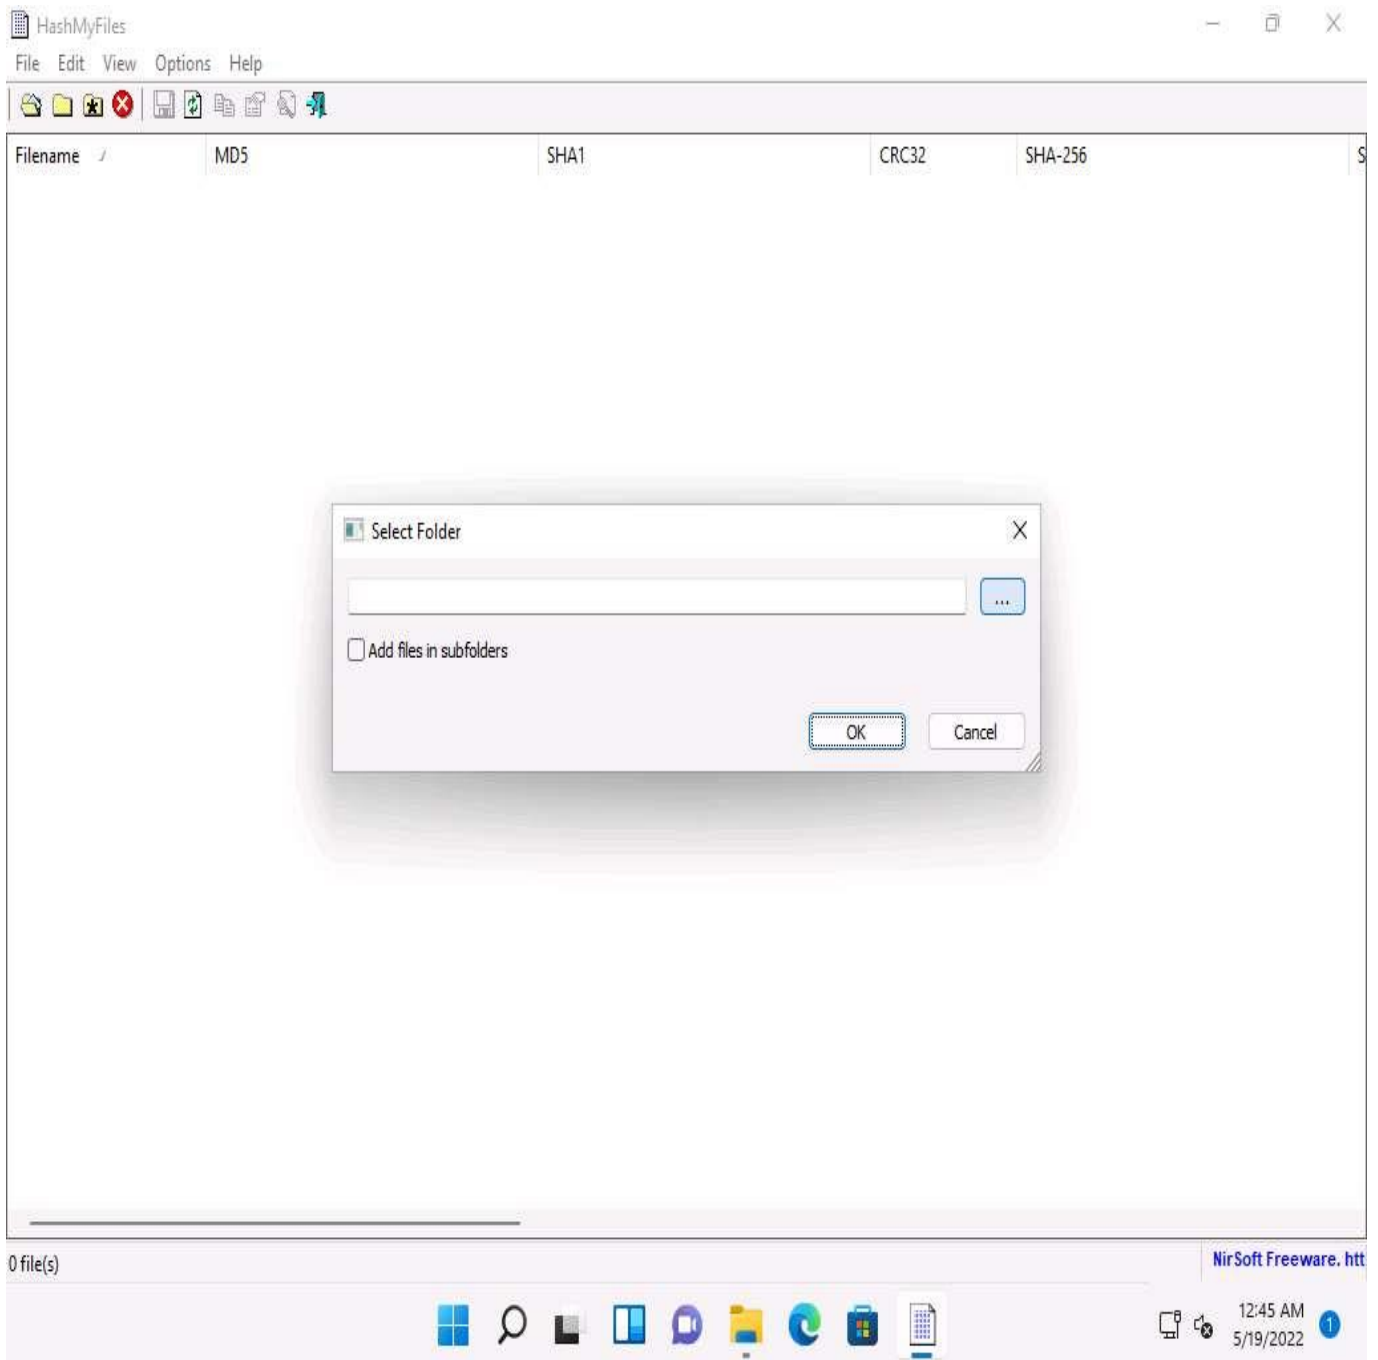 HashMyFiles
File Edit View Options Help
Filename MD5 SHA1 CRC32 SHA-256 S
Select Folder
...
Add files in subfolders
OK Cancel
0 file(s)
NirSoft Freeware. htt
12:45 AM
5/19/2022
1